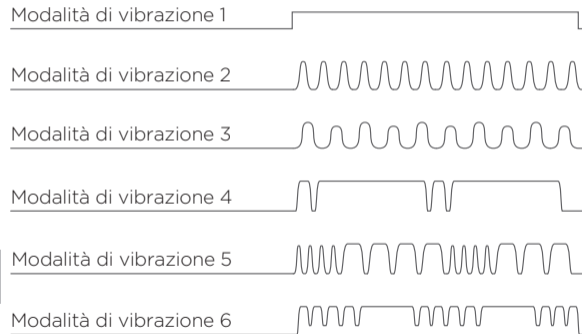 Modalità di vibrazione 1
Modalità di vibrazione 2
Modalità di vibrazione 3
Modalità di vibrazione 4
Modalità di vibrazione 5
Modalità di vibrazione 6